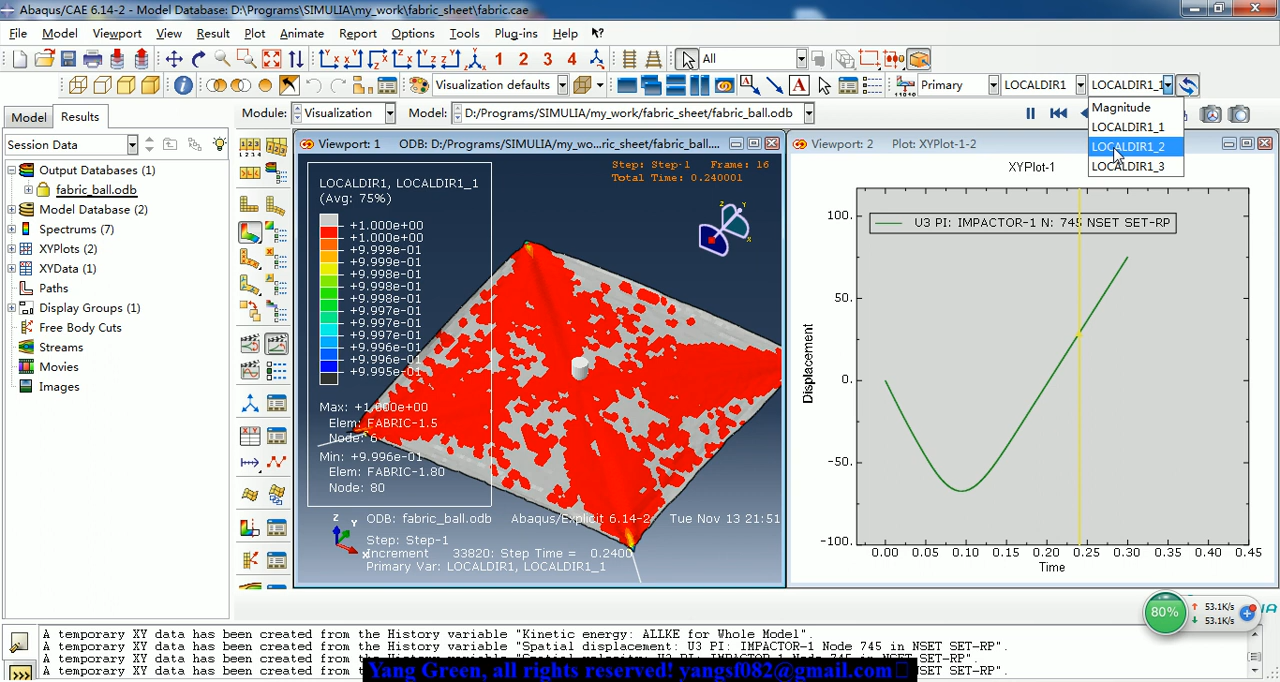 Abaqus/CAE 6.14-2 - Model Database: D:\Programs\SIMULIA\my_work\fabric_sheet\fabric.cae
File Model Viewport View Result Plot Animate Report Options Tools Plug-ins Help
1 2 3 4 All
Visualization defaults Primary LOCALDIR1 LOCALDIR1_1
Model Results
Module: Visualization Model: D:/Programs/SIMULIA/my_work/fabric_sheet/fabric_ball.odb
Magnitude
LOCALDIR1_1
LOCALDIR1_2
LOCALDIR1_3
Session Data
Output Databases (1)
fabric_ball.odb
Model Database (2)
Spectrums (7)
XYPlots (2)
XYData (1)
Paths
Display Groups (1)
Free Body Cuts
Streams
Movies
Images
Viewport: 1 ODB: D:/Programs/SIMULIA/my_wo...ric_sheet/fabric_ball....
Step: Step-1 Frame: 16
Total Time: 0.240001
LOCALDIR1, LOCALDIR1_1
(Avg: 75%)
+1.000e+00
+1.000e+00
+9.999e-01
+9.999e-01
+9.999e-01
+9.998e-01
+9.998e-01
+9.998e-01
+9.997e-01
+9.997e-01
+9.996e-01
+9.996e-01
+9.995e-01
Max: +1.000e+00
Elem: FABRIC-1.5
Node: 6
Min: +9.996e-01
Elem: FABRIC-1.80
Node: 80
Z
Y
X
ODB: fabric_ball.odb Abaqus/Explicit 6.14-2 Tue Nov 13 21:51
Step: Step-1
Increment 33820: Step Time = 0.2400
Primary Var: LOCALDIR1, LOCALDIR1_1
Viewport: 2 Plot: XYPlot-1-2
XYPlot-1
U3 PI: IMPACTOR-1 N: 745 NSET SET-RP
100.
50.
0.
-50.
-100.
Displacement
0.00 0.05 0.10 0.15 0.20 0.25 0.30 0.35 0.40 0.45
Time
80%
53.1K/s
53.1K/s
A temporary XY data has been created from the History variable "Kinetic energy: ALLKE for Whole Model".
A temporary XY data has been created from the History variable "Spatial displacement: U3 PI: IMPACTOR-1 Node 745 in NSET SET-RP".
Yang Green, all rights reserved! yangsf082@gmail.com